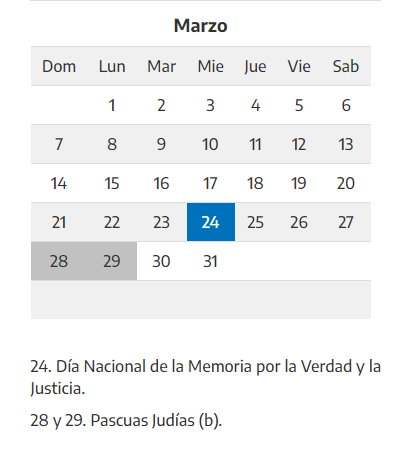 Marzo
Dom Lun Mar Mie Jue Vie Sab
1 2 3 4 5 6
7 8 9 10 11 12 13
14 15 16 17 18 19 20
21 22 23 24 25 26 27
28 29 30 31
24. Día Nacional de la Memoria por la Verdad y la
Justicia.
28 y 29. Pascuas Judías (b).